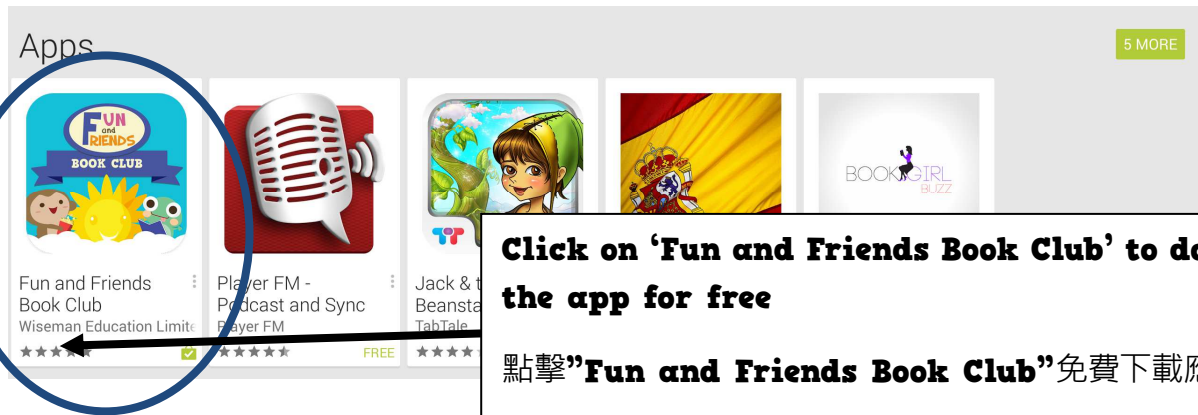 Apps
5 MORE
FUN
and
FRIENDS
BOOK CLUB
BOOKGIRL
BUZZ
Fun and Friends
Book Club
Wiseman Education Limite
Player FM -
Podcast and Sync
Player FM
FREE
Jack & t
Beansta
TabTale
Click on ‘Fun and Friends Book Club’ to do
the app for free
點擊”Fun and Friends Book Club”免費下載應